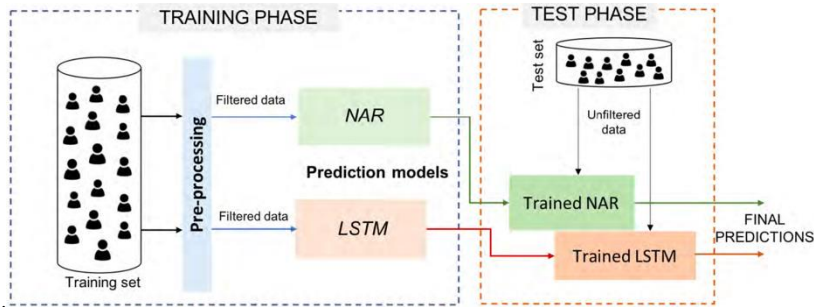 TRAINING PHASE
TEST PHASE
Test set
Filtered data
NAR
Unfiltered
data
Pre-processing
Prediction models
Trained NAR
Filtered data
LSTM
FINAL
PREDICTIONS
Trained LSTM
Training set